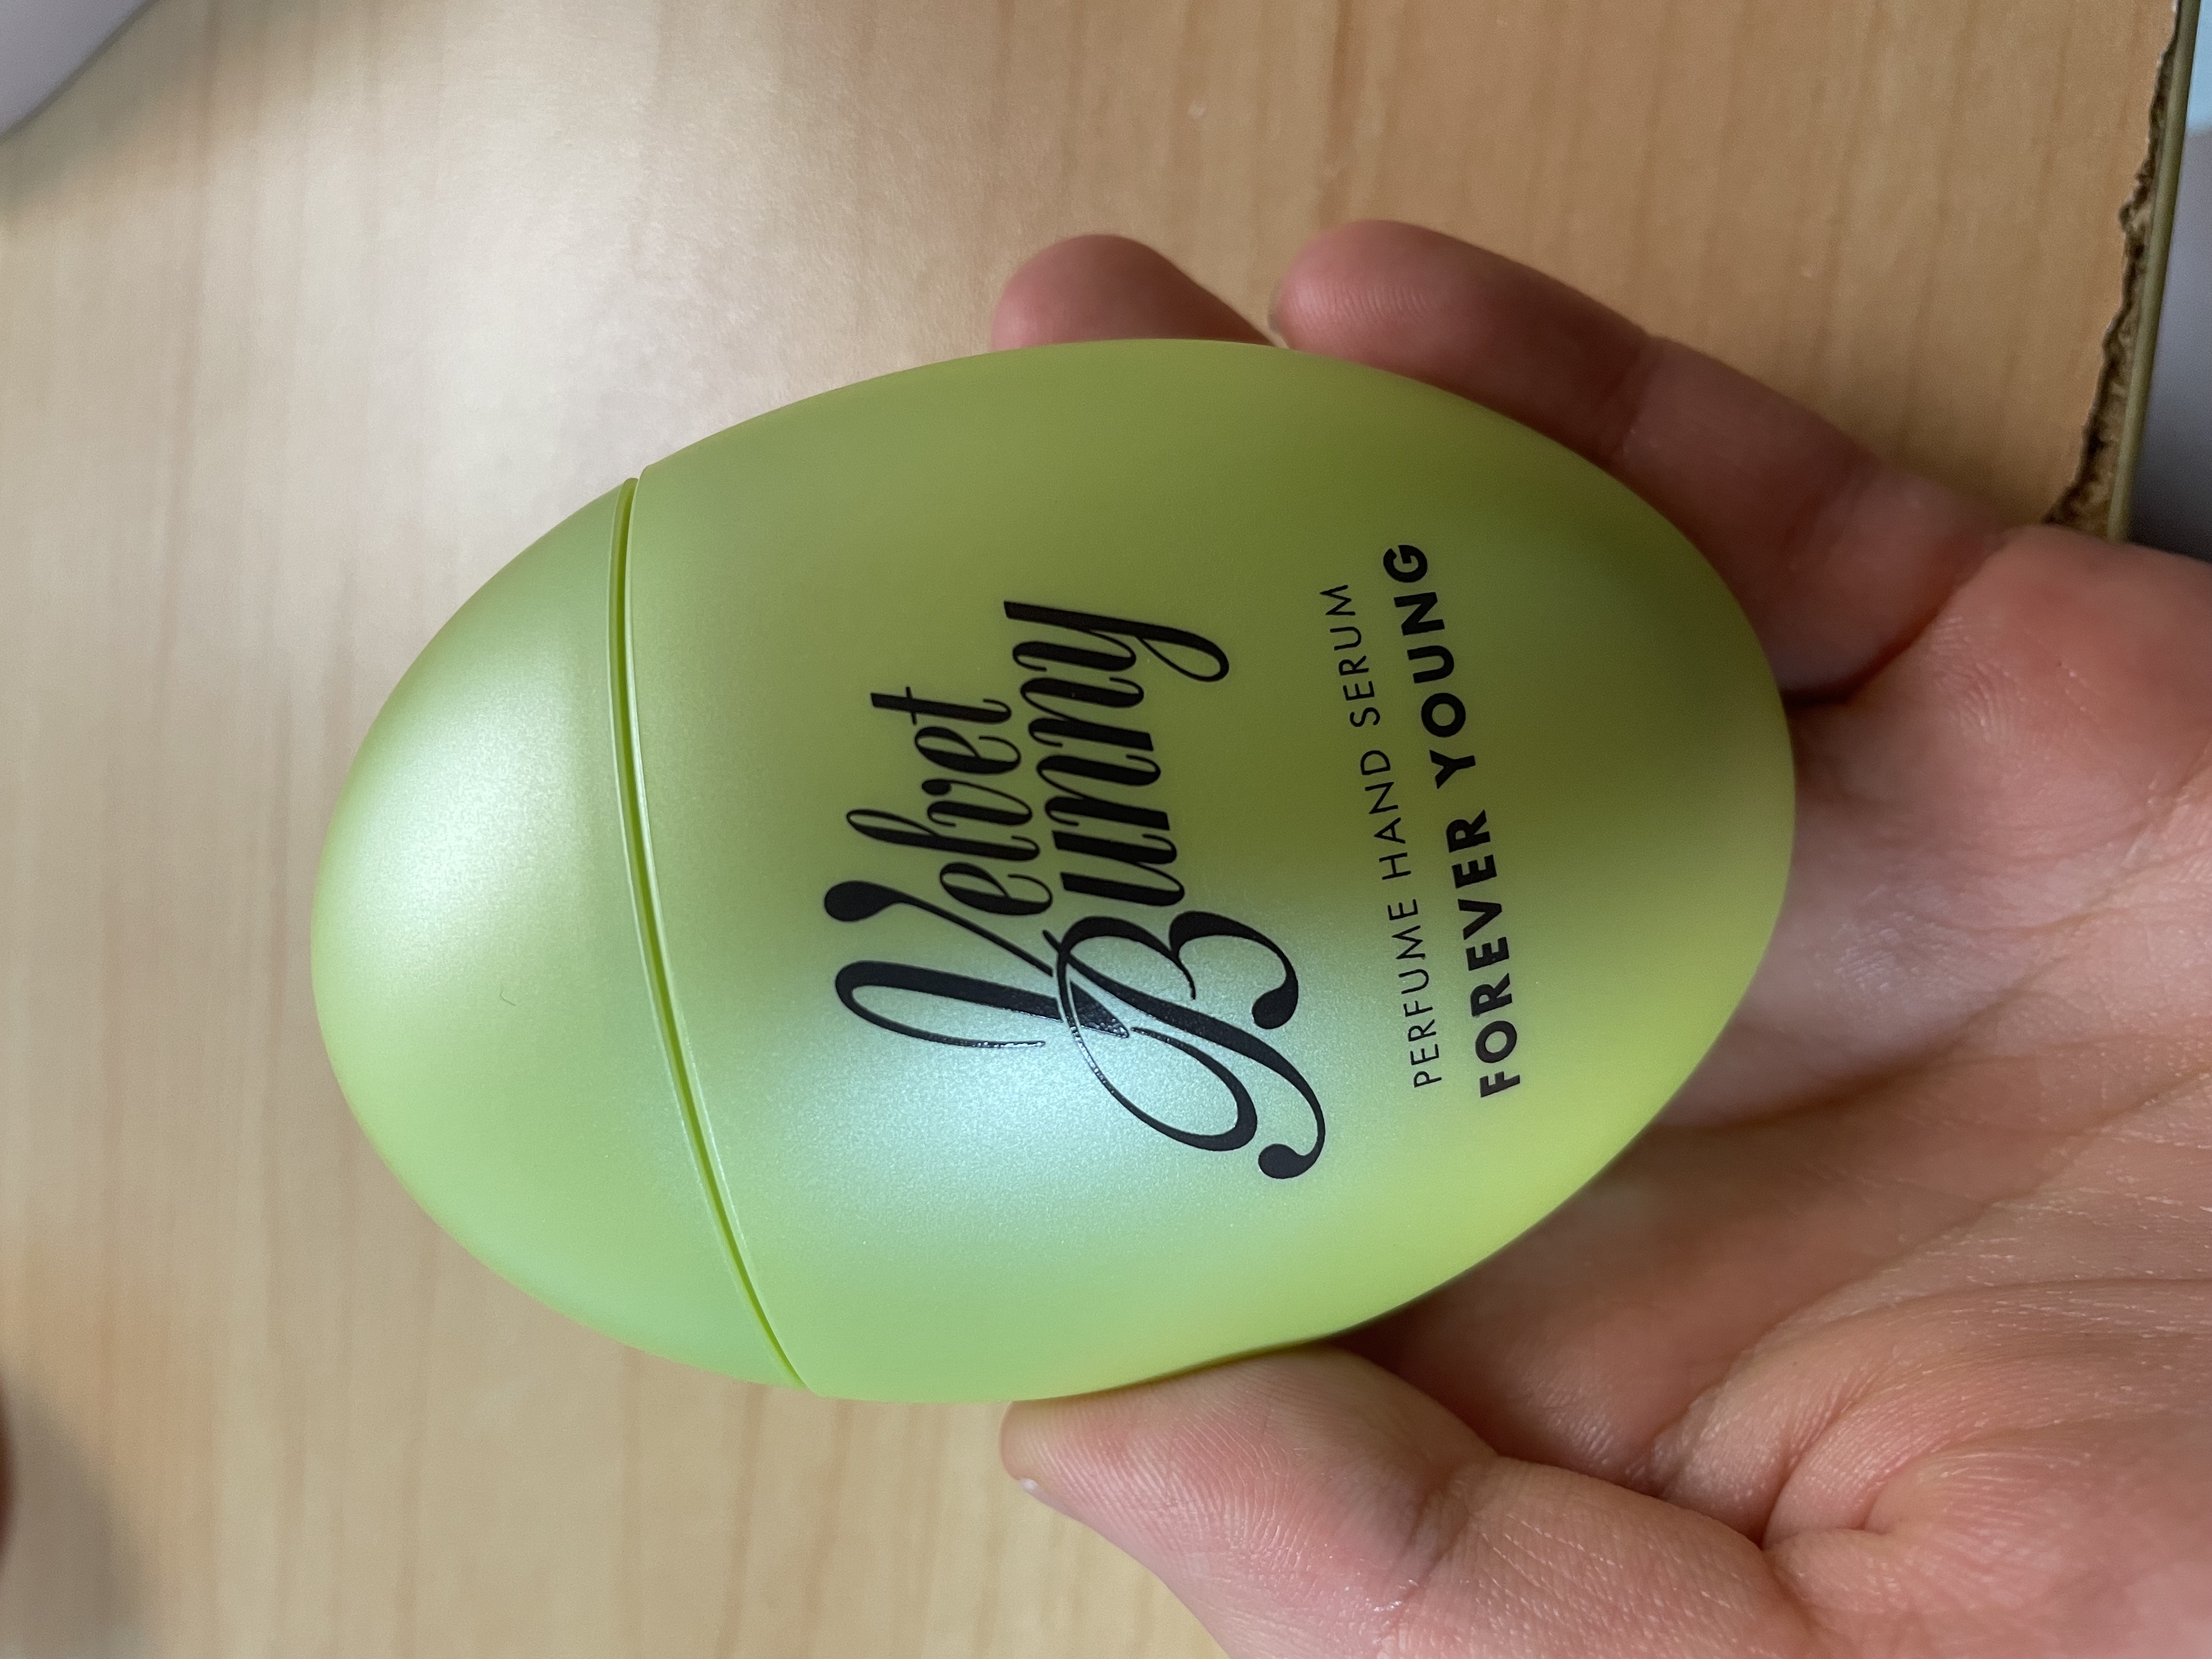 Velvet
Bunny
PERFUME HAND SERUM
FOREVER YOUNG